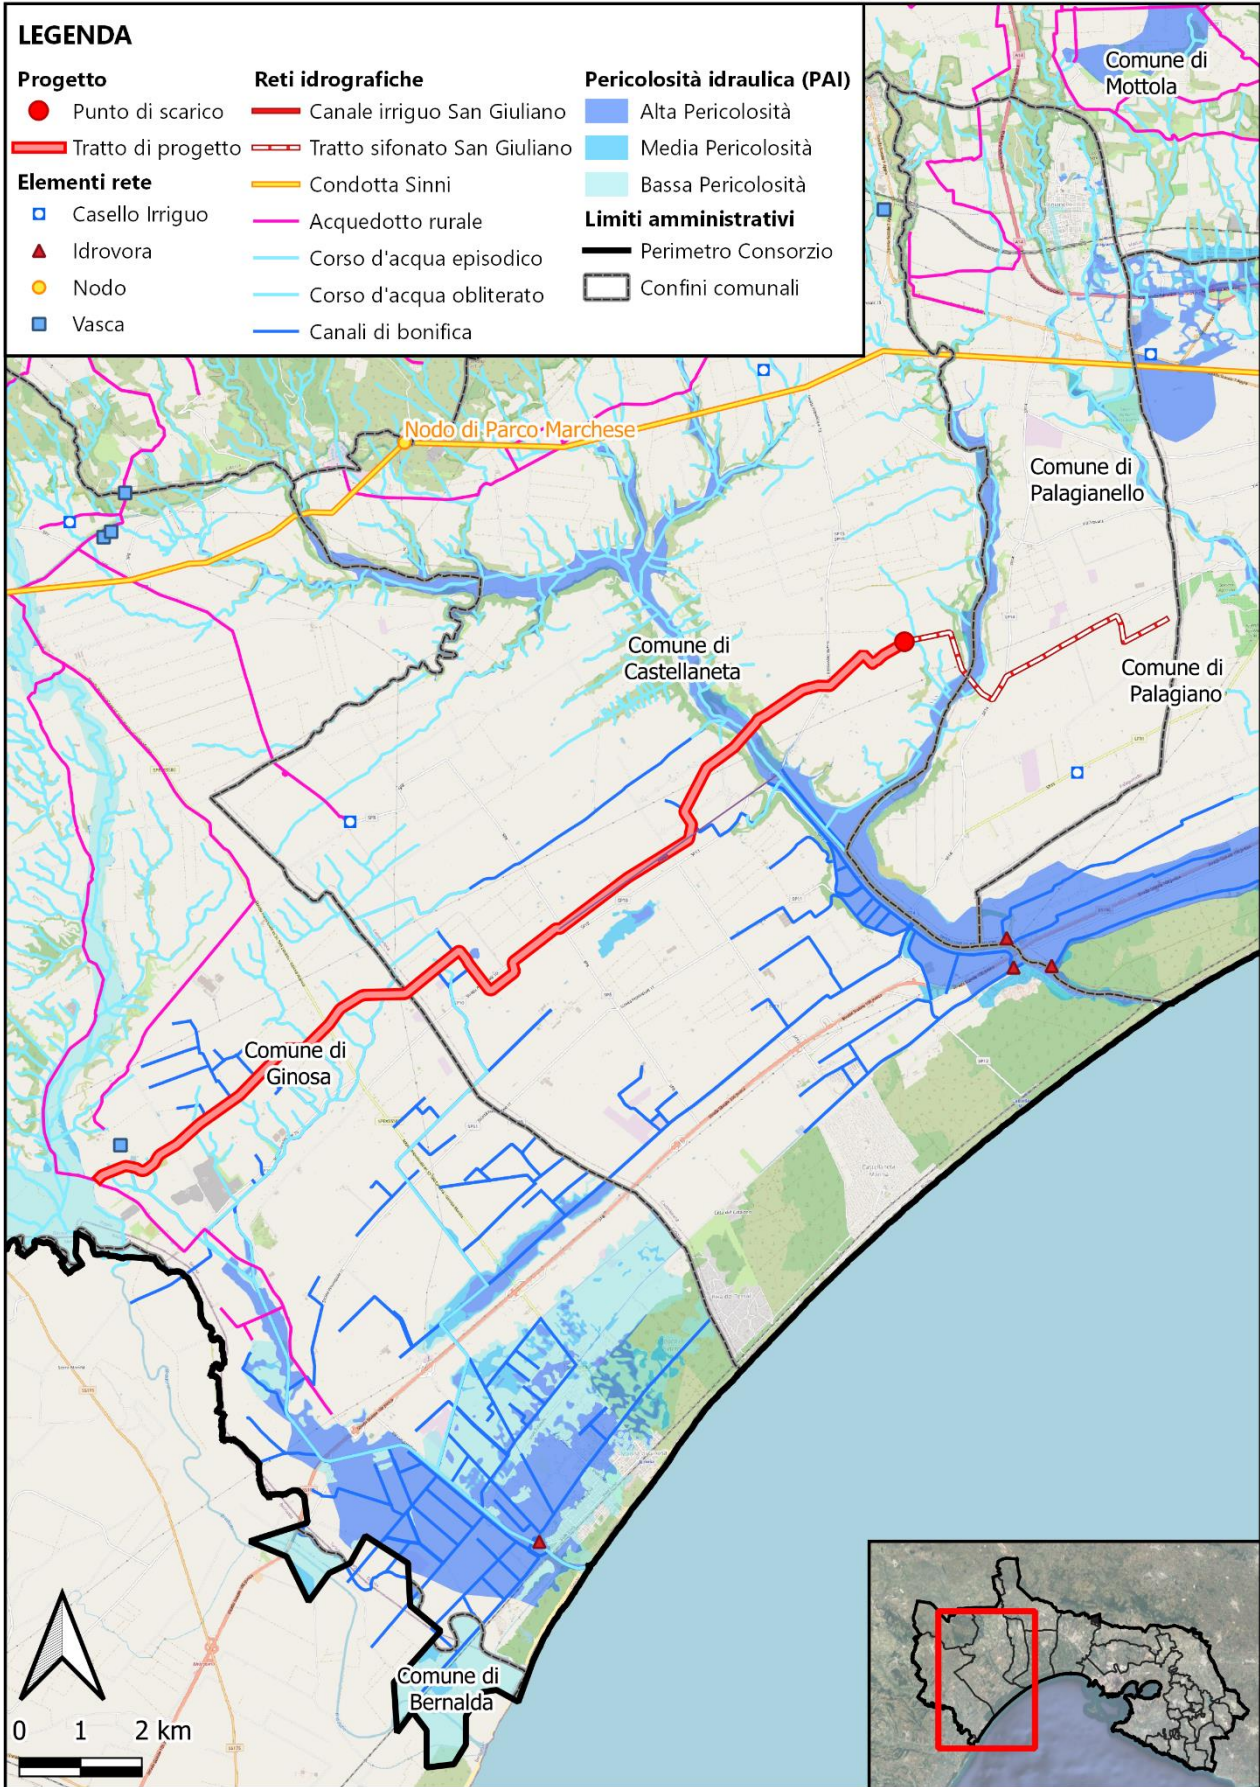 LEGENDA
Progetto
Punto di scarico
Tratto di progetto
Elementi rete
Casello Irriguo
Idrovora
Nodo
Vasca
Reti idrografiche
Canale irriguo San Giuliano
Tratto sifonato San Giuliano
Condotta Sinni
Acquedotto rurale
Corso d'acqua episodico
Corso d'acqua obliterato
Canali di bonifica
Pericolosità idraulica (PAI)
Alta Pericolosità
Media Pericolosità
Bassa Pericolosità
Limiti amministrativi
Perimetro Consorzio
Confini comunali
Comune di
Mottola
Nodo di Parco Marchese
Comune di
Palagianello
Comune di
Castellaneta
Comune di
Palagiano
Comune di
Ginosa
Comune di
Bernalda
0 1 2 km